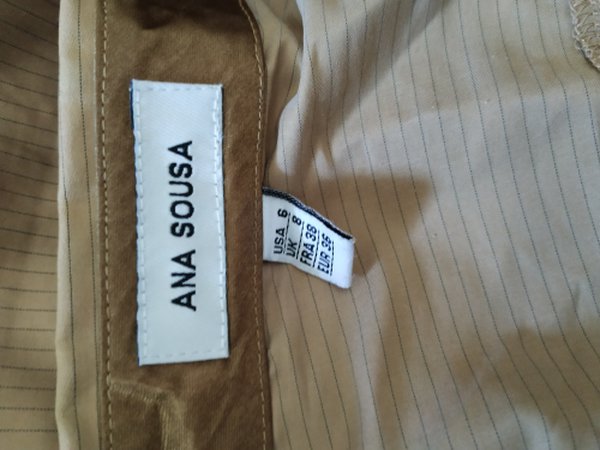 ANA SOUSA
USA 6
UK 8
FRA 38
EUR 36